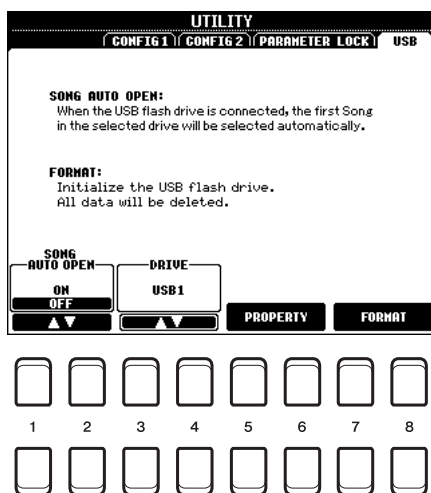 UTILITY
CONFIG 1 CONFIG 2 PARAMETER LOCK USB
SONG AUTO OPEN:
When the USB flash drive is connected, the first Song
in the selected drive will be selected automatically.
FORMAT:
Initialize the USB flash drive.
All data will be deleted.
SONG
AUTO OPEN DRIVE
ON USB1
OFF
▲▼ ▲▼ PROPERTY FORMAT
1 2 3 4 5 6 7 8